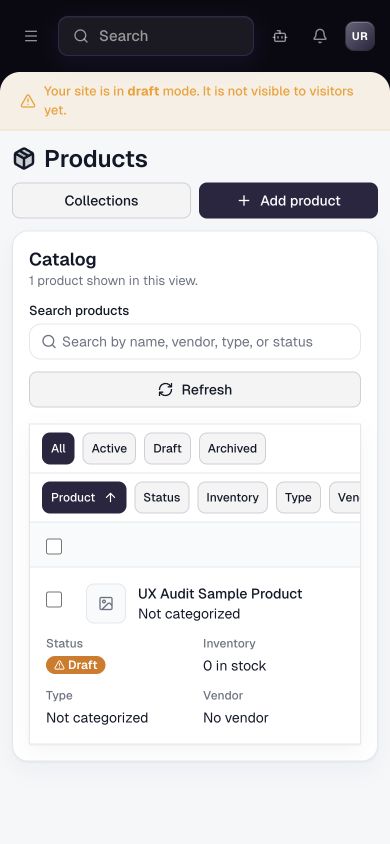 Search
UR
Your site is in draft mode. It is not visible to visitors
yet.
Products
Collections
Add product
Catalog
1 product shown in this view.
Search products
Search by name, vendor, type, or status
Refresh
All Active Draft Archived
Product Status Inventory Type Ven
UX Audit Sample Product
Not categorized
Status Inventory
Draft 0 in stock
Type Vendor
Not categorized No vendor